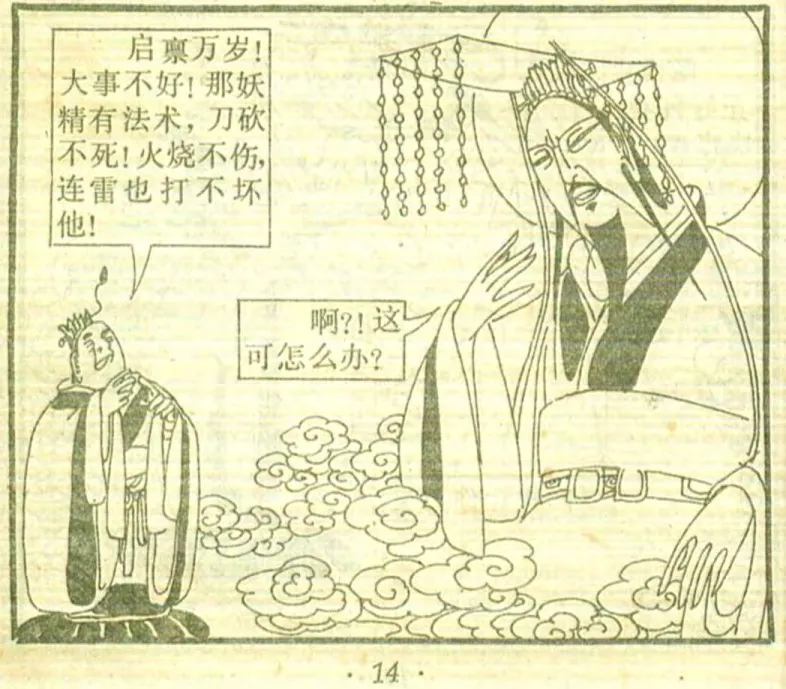 启禀万岁!
大事不好!那妖
精有法术,刀砍
不死!火烧不伤,
连雷也打不坏
他!
啊?!这
可怎么办?
·14·